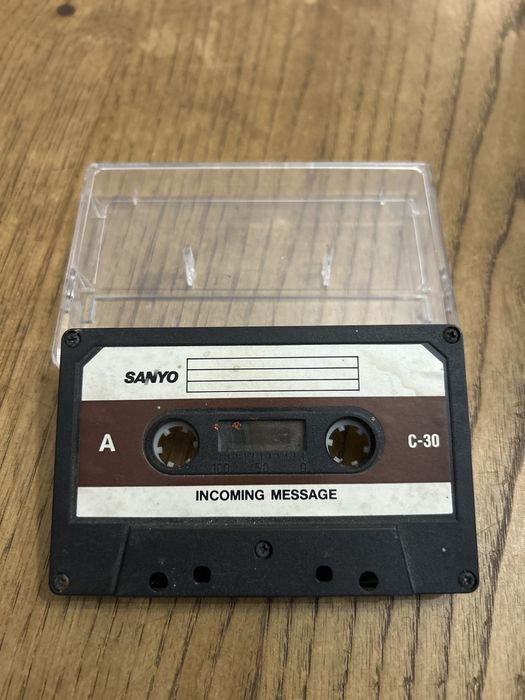 SANYO
A
C-30
100 50 0
INCOMING MESSAGE